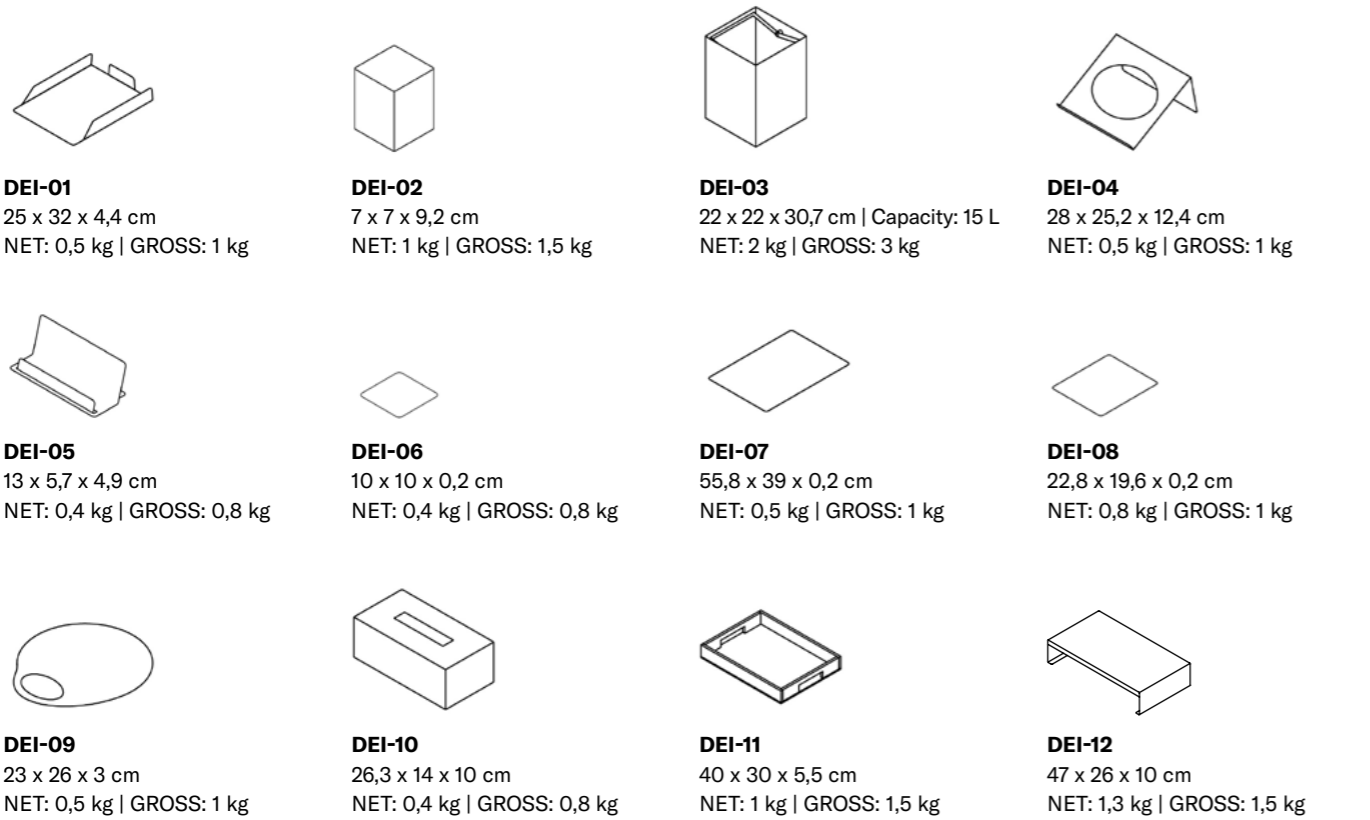 DEI-01
25 x 32 x 4,4 cm
NET: 0,5 kg | GROSS: 1 kg
DEI-02
7 x 7 x 9,2 cm
NET: 1 kg | GROSS: 1,5 kg
DEI-03
22 x 22 x 30,7 cm | Capacity: 15 L
NET: 2 kg | GROSS: 3 kg
DEI-04
28 x 25,2 x 12,4 cm
NET: 0,5 kg | GROSS: 1 kg
DEI-05
13 x 5,7 x 4,9 cm
NET: 0,4 kg | GROSS: 0,8 kg
DEI-06
10 x 10 x 0,2 cm
NET: 0,4 kg | GROSS: 0,8 kg
DEI-07
55,8 x 39 x 0,2 cm
NET: 0,5 kg | GROSS: 1 kg
DEI-08
22,8 x 19,6 x 0,2 cm
NET: 0,8 kg | GROSS: 1 kg
DEI-09
23 x 26 x 3 cm
NET: 0,5 kg | GROSS: 1 kg
DEI-10
26,3 x 14 x 10 cm
NET: 0,4 kg | GROSS: 0,8 kg
DEI-11
40 x 30 x 5,5 cm
NET: 1 kg | GROSS: 1,5 kg
DEI-12
47 x 26 x 10 cm
NET: 1,3 kg | GROSS: 1,5 kg